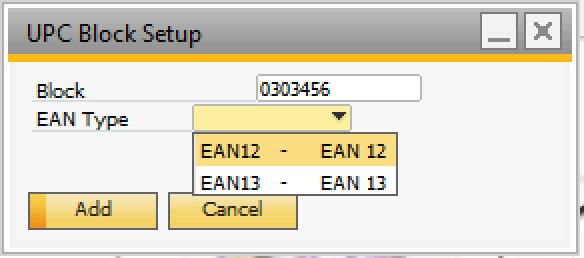 UPC Block Setup
Block 0303456
EAN Type
EAN12 - EAN 12
EAN13 - EAN 13
Add Cancel